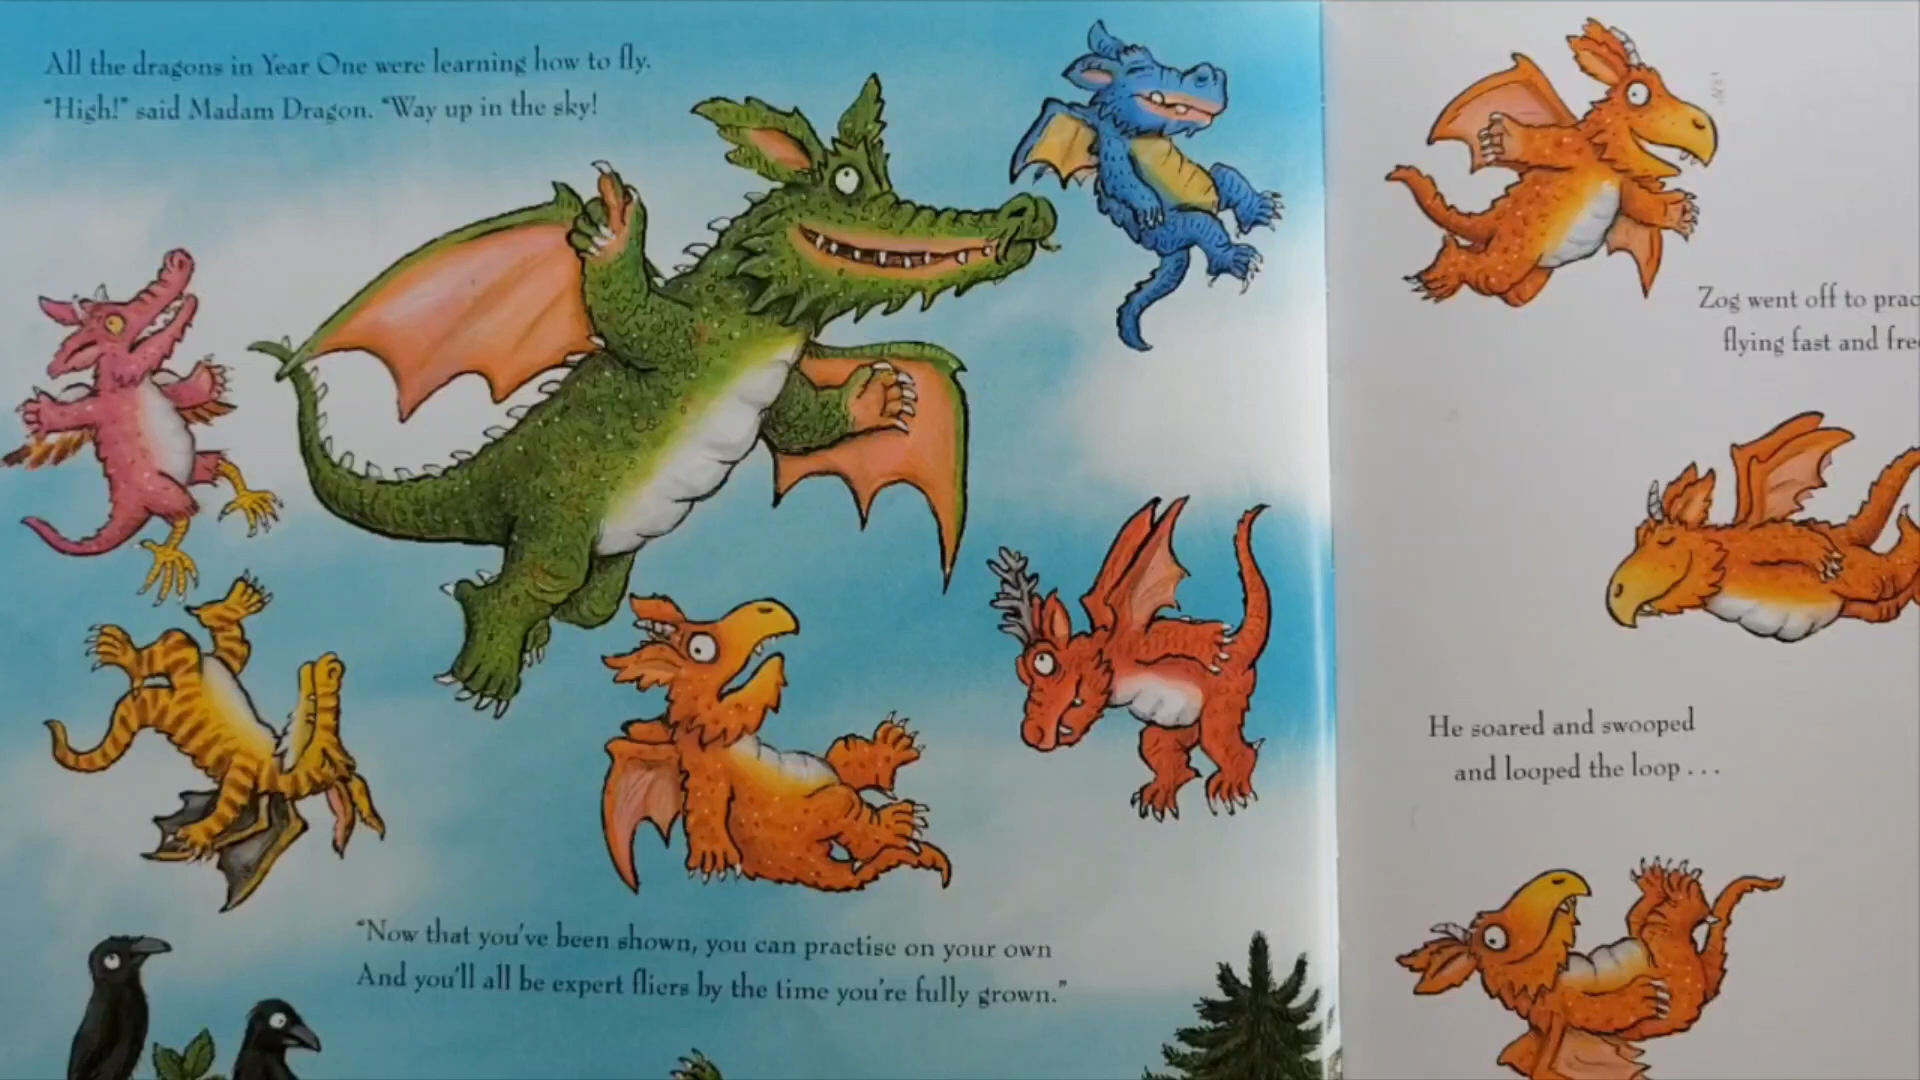 All the dragons in Year One were learning how to fly.
"High!" said Madam Dragon. "Way up in the sky!
"Now that you've been shown, you can practise on your own
And you'll all be expert fliers by the time you're fully grown."
Zog went off to prac
flying fast and free
He soared and swooped
and looped the loop . . .